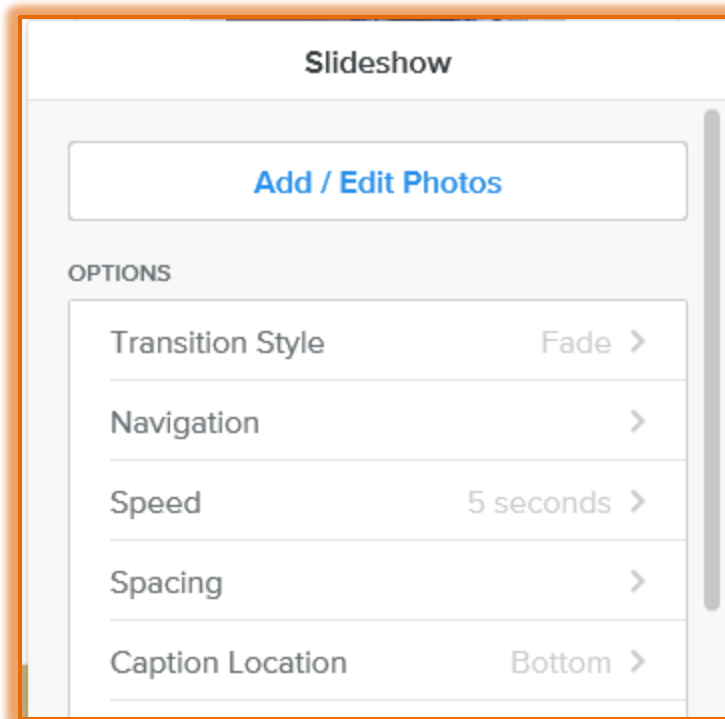 Slideshow
Add / Edit Photos
OPTIONS
Transition Style Fade
Navigation
Speed 5 seconds
Spacing
Caption Location Bottom